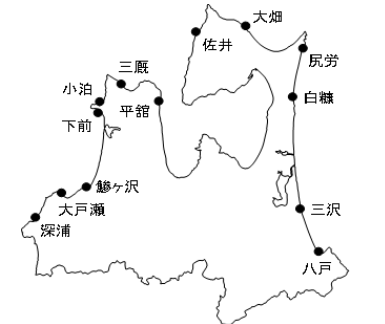 大畑
佐井
尻労
三厩
小泊
平舘
白糠
下前
鰺ヶ沢
大戸瀬
三沢
深浦
八戸